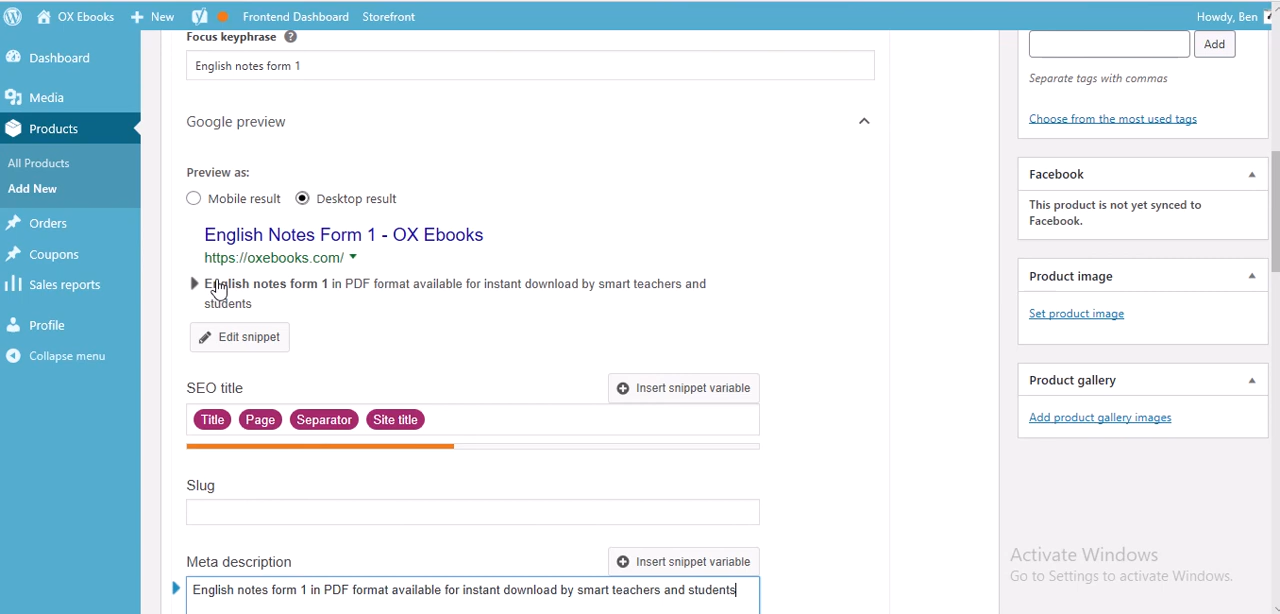 OX Ebooks
New
Frontend Dashboard
Storefront
Howdy, Ben
Dashboard
Media
Products
All Products
Add New
Orders
Coupons
Sales reports
Profile
Collapse menu
Focus keyphrase ?
English notes form 1
Google preview
Preview as:
Mobile result
Desktop result
English Notes Form 1 - OX Ebooks
https://oxebooks.com/
English notes form 1 in PDF format available for instant download by smart teachers and
students
Edit snippet
SEO title
Insert snippet variable
Title Page Separator Site title
Slug
Meta description
Insert snippet variable
English notes form 1 in PDF format available for instant download by smart teachers and students
Add
Separate tags with commas
Choose from the most used tags
Facebook
This product is not yet synced to
Facebook.
Product image
Set product image
Product gallery
Add product gallery images
Activate Windows
Go to Settings to activate Windows.